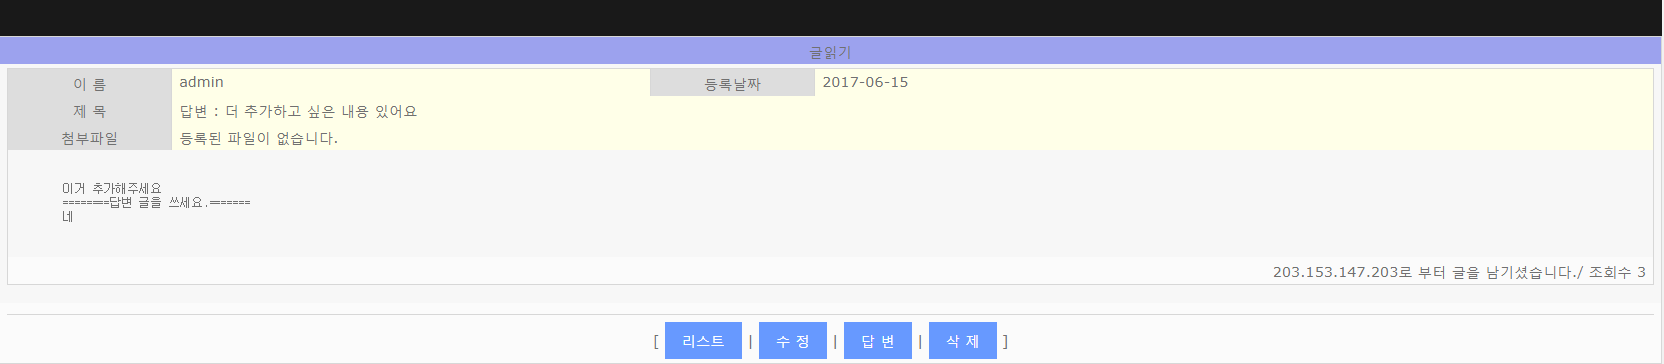 글읽기
이 름 admin 등록날짜 2017-06-15
제 목 답변 : 더 추가하고 싶은 내용 있어요
첨부파일 등록된 파일이 없습니다.
이거 추가해주세요
========답변 글을 쓰세요.=======
네
203.153.147.203로 부터 글을 남기셨습니다./ 조회수 3
[ 리스트 | 수 정 | 답 변 | 삭 제 ]